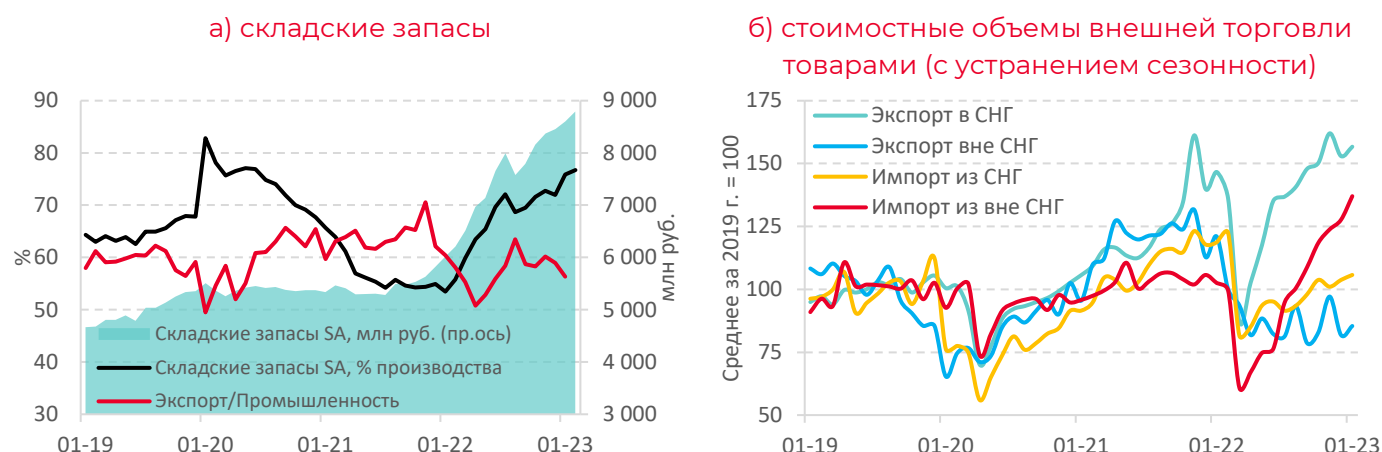 а) складские запасы
90
80
70
60
50
40
30
%
9 000
8 000
7 000
6 000
5 000
4 000
3 000
млн руб.
Складские запасы SA, млн руб. (пр.ось)
Складские запасы SA, % производства
Экспорт/Промышленность
01-19
01-20
01-21
01-22
01-23
б) стоимостные объемы внешней торговли
товарами (с устранением сезонности)
175
150
125
100
75
50
Среднее за 2019 г. = 100
Экспорт в СНГ
Экспорт вне СНГ
Импорт из СНГ
Импорт из вне СНГ
01-19
01-20
01-21
01-22
01-23